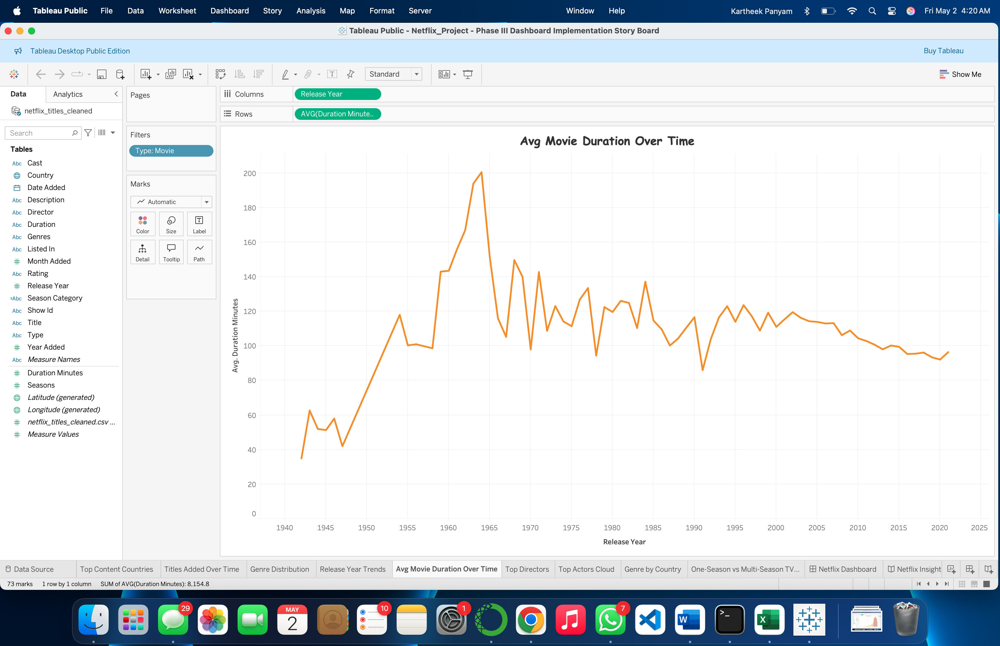 Tableau Public File Data Worksheet Dashboard Story Analysis Map Format Server Window Help Kartheek Panyam Fri May 2 4:20 AM
Tableau Public - Netflix_Project - Phase III Dashboard Implementation Story Board
Tableau Desktop Public Edition Buy Tableau
Standard Show Me
Data Analytics
netflix_titles_cleaned
Search
Tables
Abc Cast
Country
Date Added
Abc Description
Abc Director
Abc Duration
Abc Genres
Abc Listed In
# Month Added
Abc Rating
# Release Year
=Abc Season Category
Abc Show Id
Abc Title
Abc Type
# Year Added
Abc Measure Names
# Duration Minutes
# Seasons
Latitude (generated)
Longitude (generated)
# netflix_titles_cleaned.csv ...
# Measure Values
Pages
Filters
Type: Movie
Marks
Automatic
Color Size Label
Detail Tooltip Path
Columns Release Year
Rows AVG(Duration Minute..
Avg Movie Duration Over Time
Avg. Duration Minutes
200
180
160
140
120
100
80
60
40
20
0
1940 1945 1950 1955 1960 1965 1970 1975 1980 1985 1990 1995 2000 2005 2010 2015 2020 2025
Release Year
Data Source Top Content Countries Titles Added Over Time Genre Distribution Release Year Trends Avg Movie Duration Over Time Top Directors Top Actors Cloud Genre by Country One-Season vs Multi-Season TV... Netflix Dashboard Netflix Insight
73 marks 1 row by 1 column SUM of AVG(Duration Minutes): 8,154.8
29 MAY 2 10 1 7 W >_ X